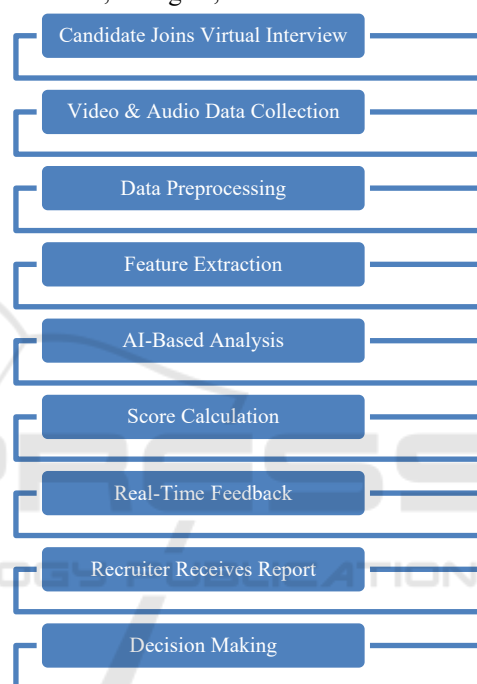 Candidate Joins Virtual Interview
Video & Audio Data Collection
Data Preprocessing
Feature Extraction
AI-Based Analysis
Score Calculation
Real-Time Feedback
Recruiter Receives Report
Decision Making